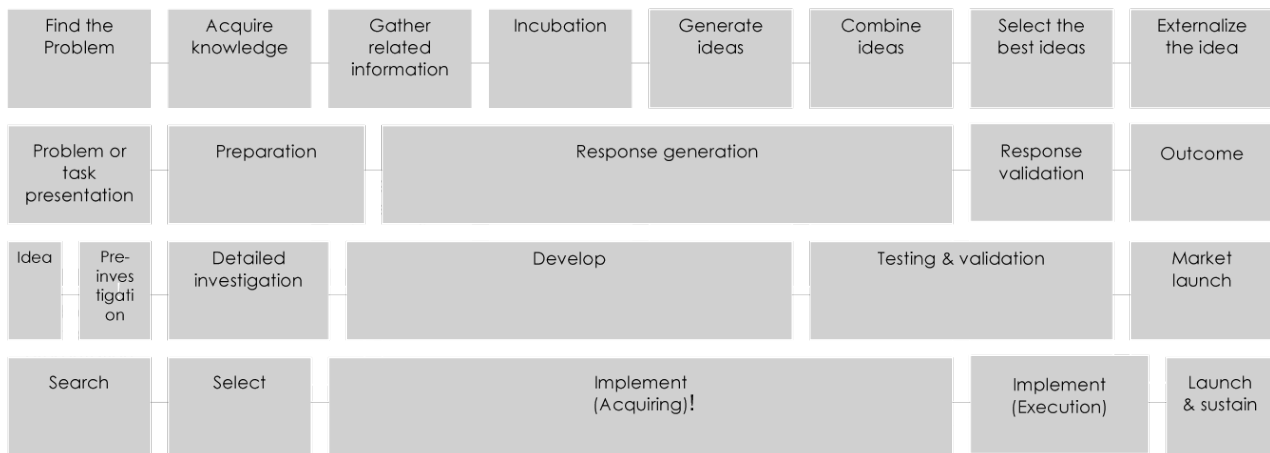 Find the
Problem
Acquire
knowledge
Gather
related
information
Incubation
Generate
ideas
Combine
ideas
Select the
best ideas
Externalize
the idea
Problem or
task
presentation
Preparation
Response generation
Response
validation
Outcome
Idea
Pre-
inves
tigati
on
Detailed
investigation
Develop
Testing & validation
Market
launch
Search
Select
Implement
(Acquiring)!
Implement
(Execution)
Launch
& sustain